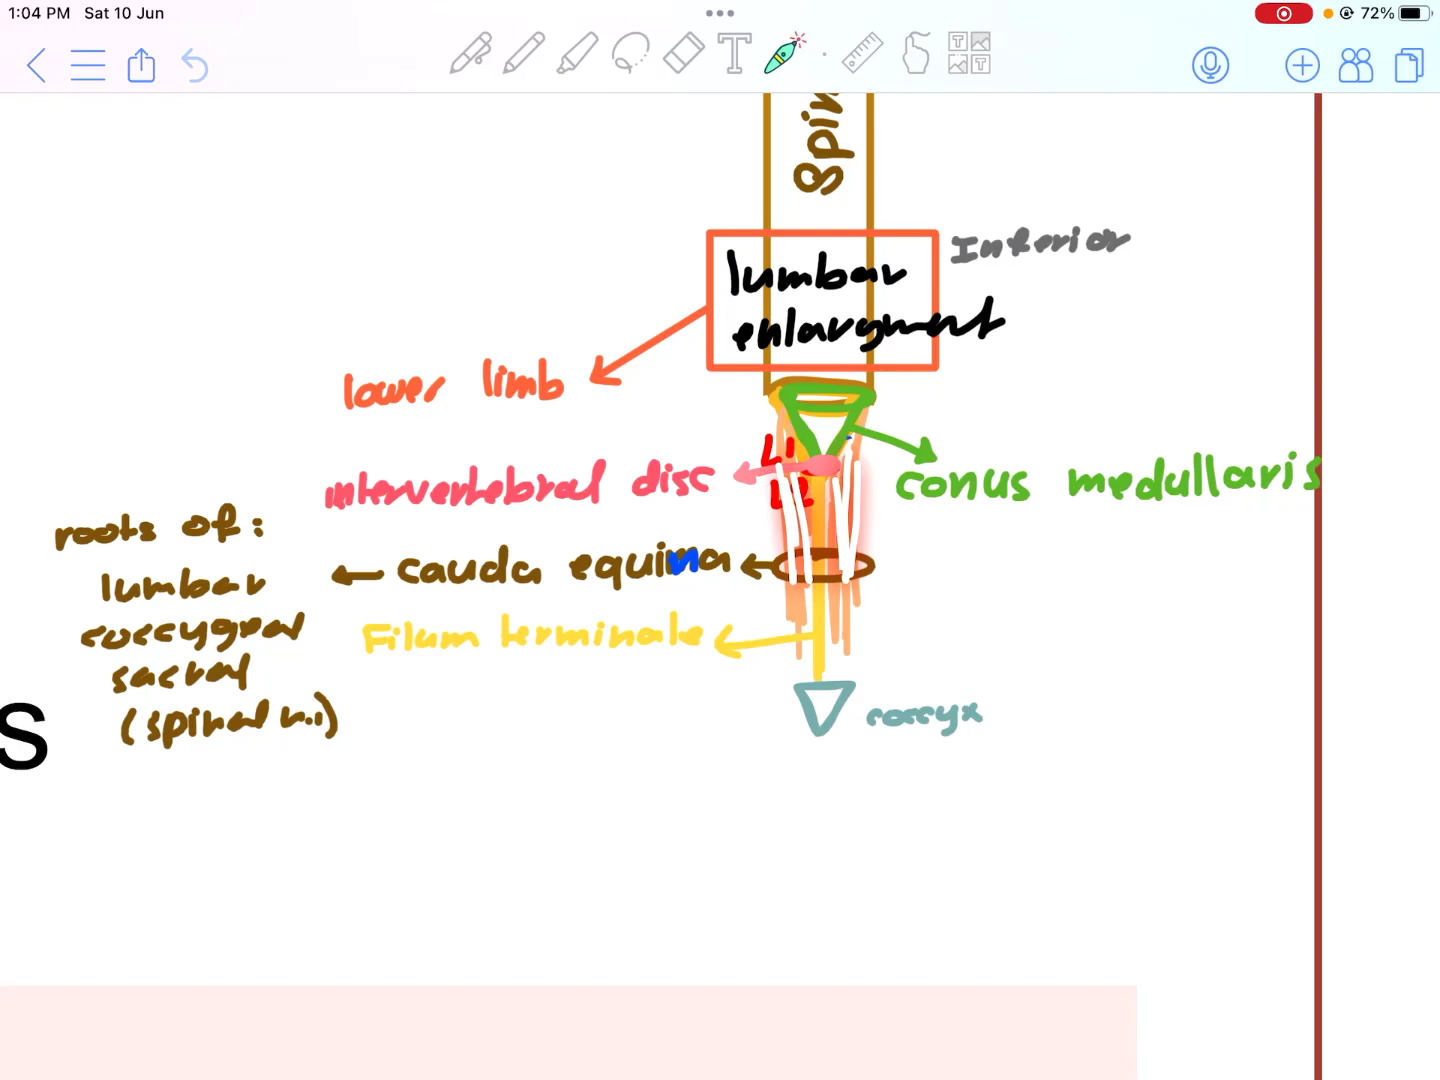 1:04 PM Sat 10 Jun
72%
Spin
Inferior
lumbar
enlargment
lower limb
L1
intervertebral disc
conus medullaris
L2
roots of:
cauda equina
lumbar
coccygeal
Filum terminale
sacral
(spinal n.)
coccyx
s